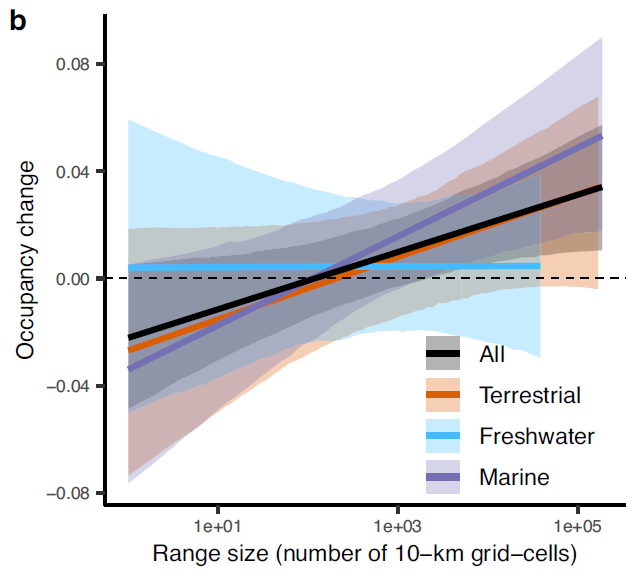 b
Occupancy change
0.08
0.04
0.00
−0.04
−0.08
All
Terrestrial
Freshwater
Marine
1e+01
1e+03
1e+05
Range size (number of 10−km grid−cells)